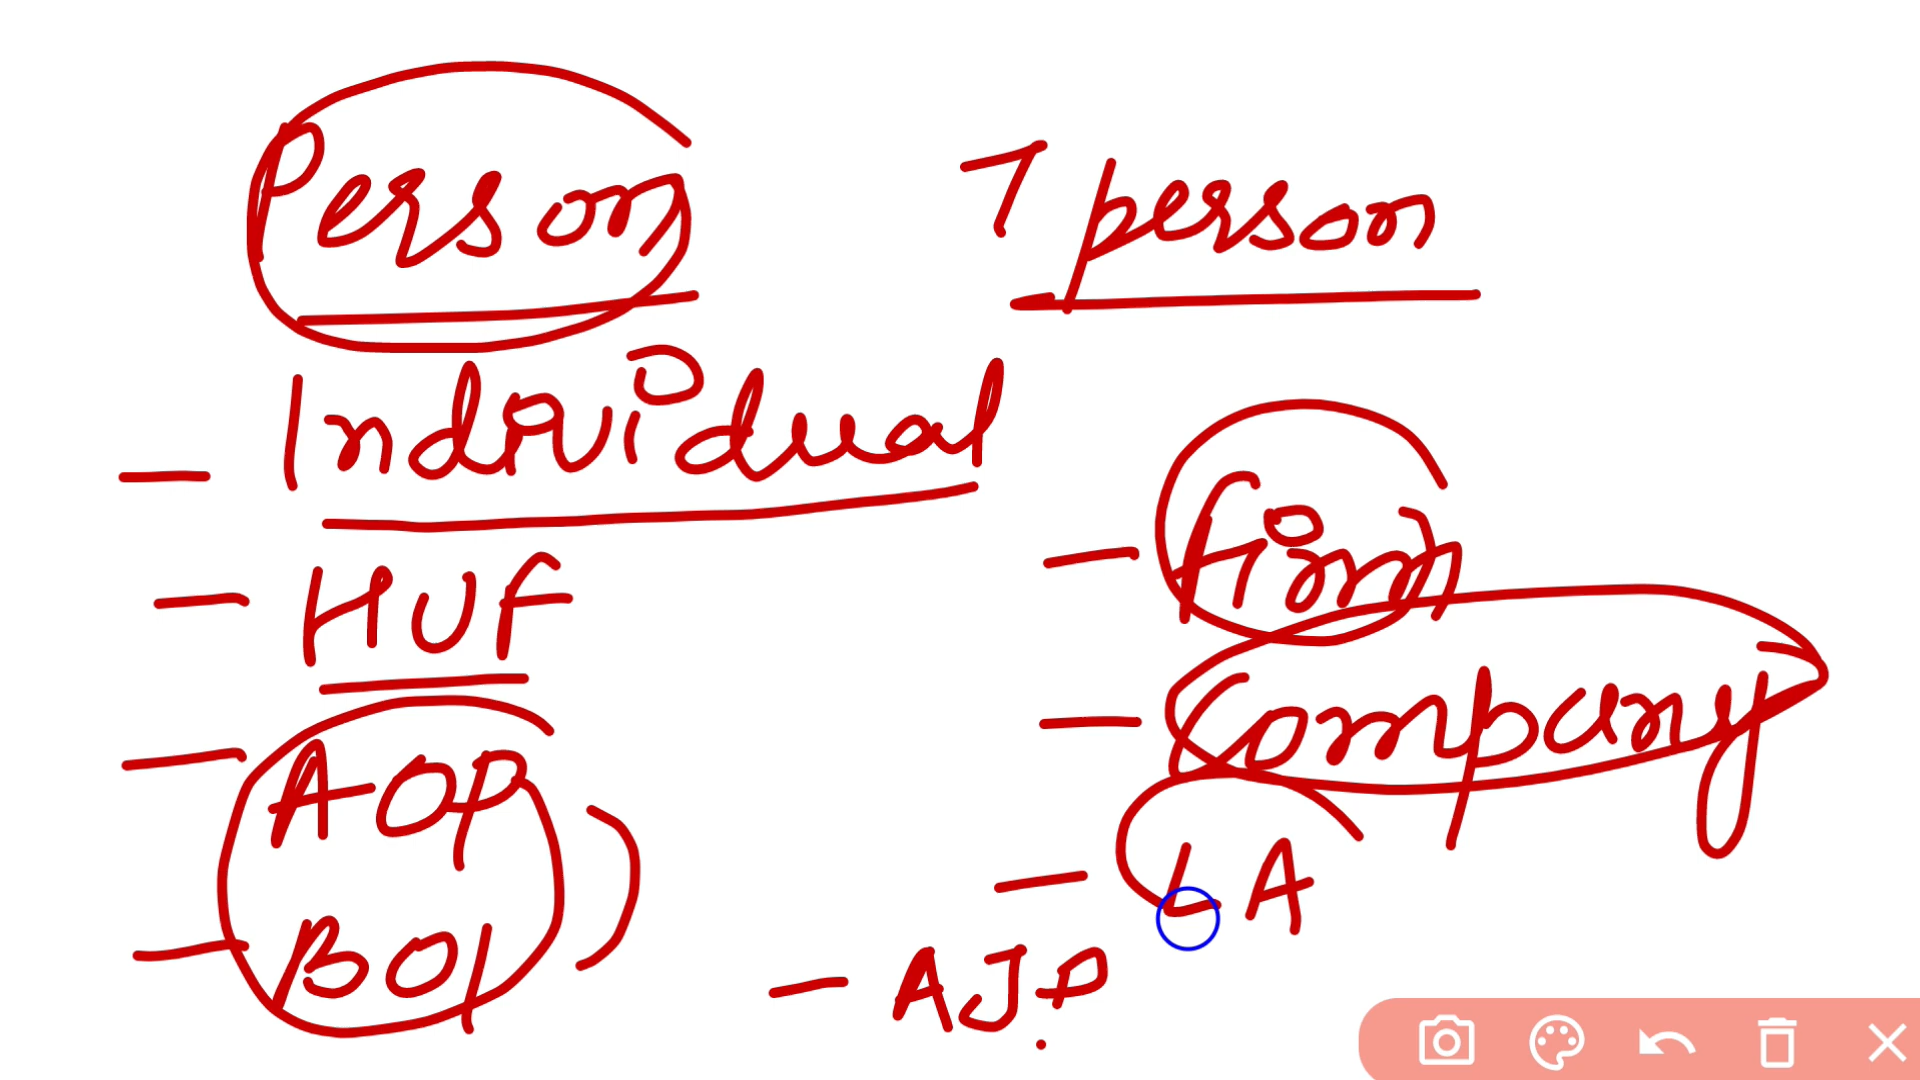 Person
7 person
- Individual
- HUF
- AOP
- BOI
- firm
- Company
- LA
- AJP